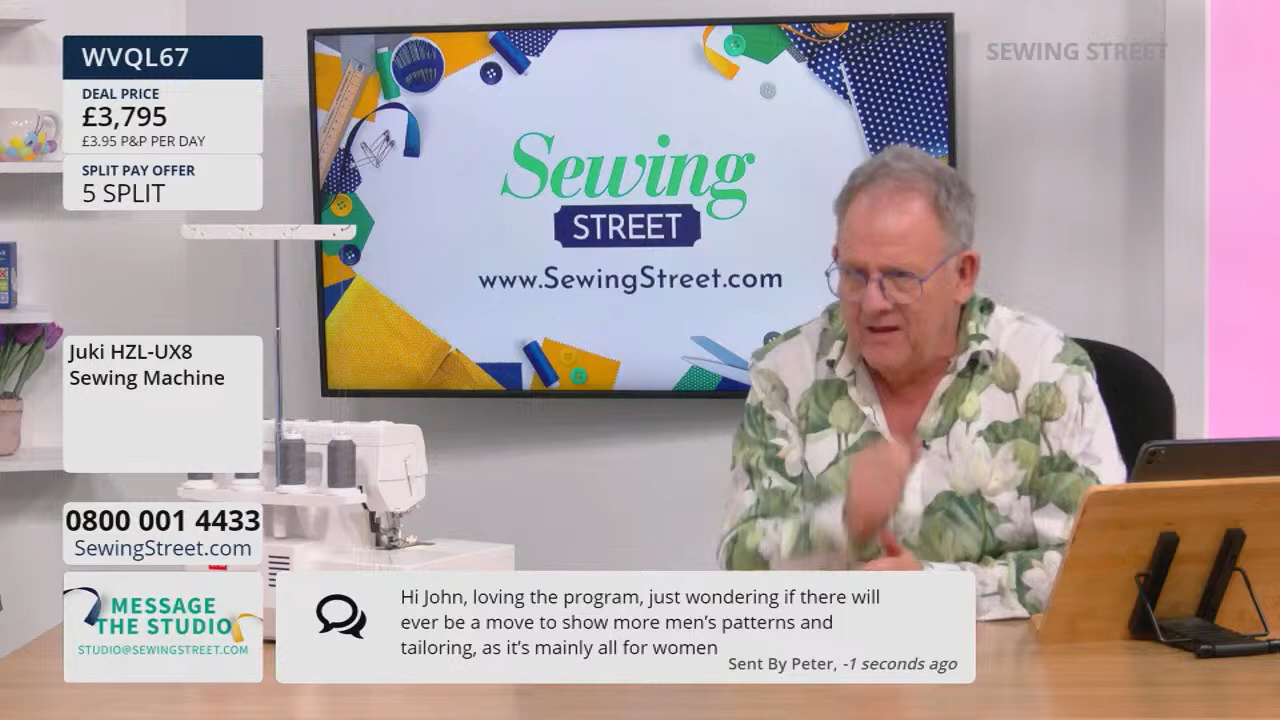 WVQL67
DEAL PRICE
£3,795
£3.95 P&P PER DAY
SPLIT PAY OFFER
5 SPLIT
Juki HZL-UX8
Sewing Machine
0800 001 4433
SewingStreet.com
MESSAGE
THE STUDIO
STUDIO@SEWINGSTREET.COM
Sewing
STREET
www.SewingStreet.com
SEWING STREET
Hi John, loving the program, just wondering if there will
ever be a move to show more men's patterns and
tailoring, as it's mainly all for women
Sent By Peter, -1 seconds ago